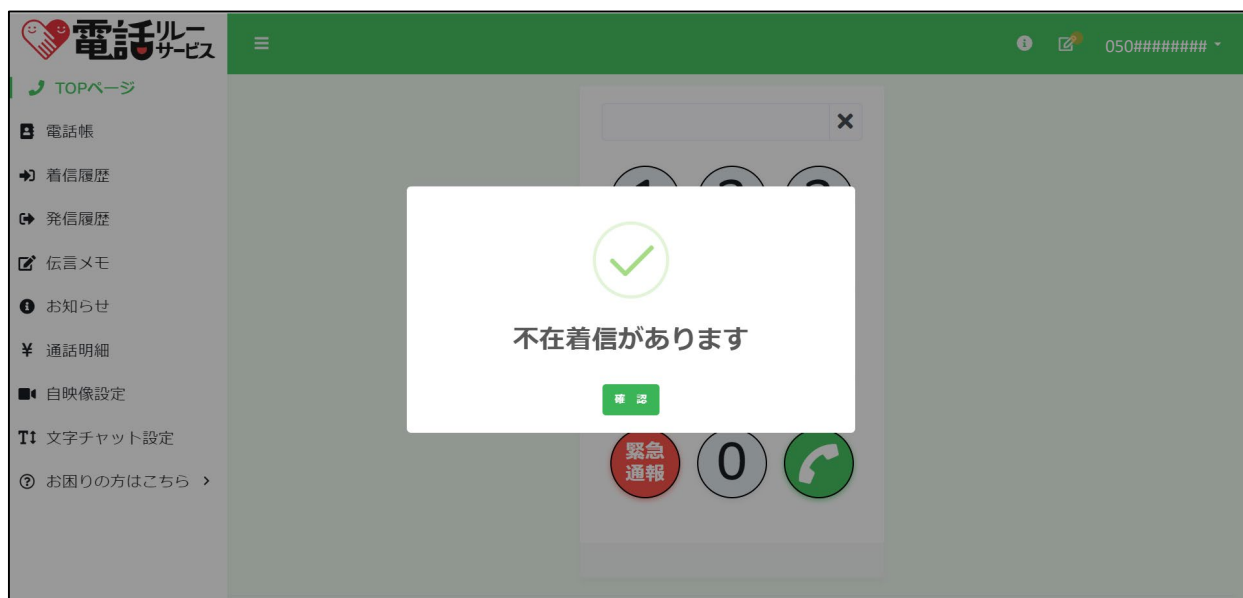 電話リレーサービス
050########
TOPページ
電話帳
着信履歴
発信履歴
伝言メモ
お知らせ
¥ 通話明細
自映像設定
文字チャット設定
お困りの方はこちら
不在着信があります
確 認
緊急
通報
0